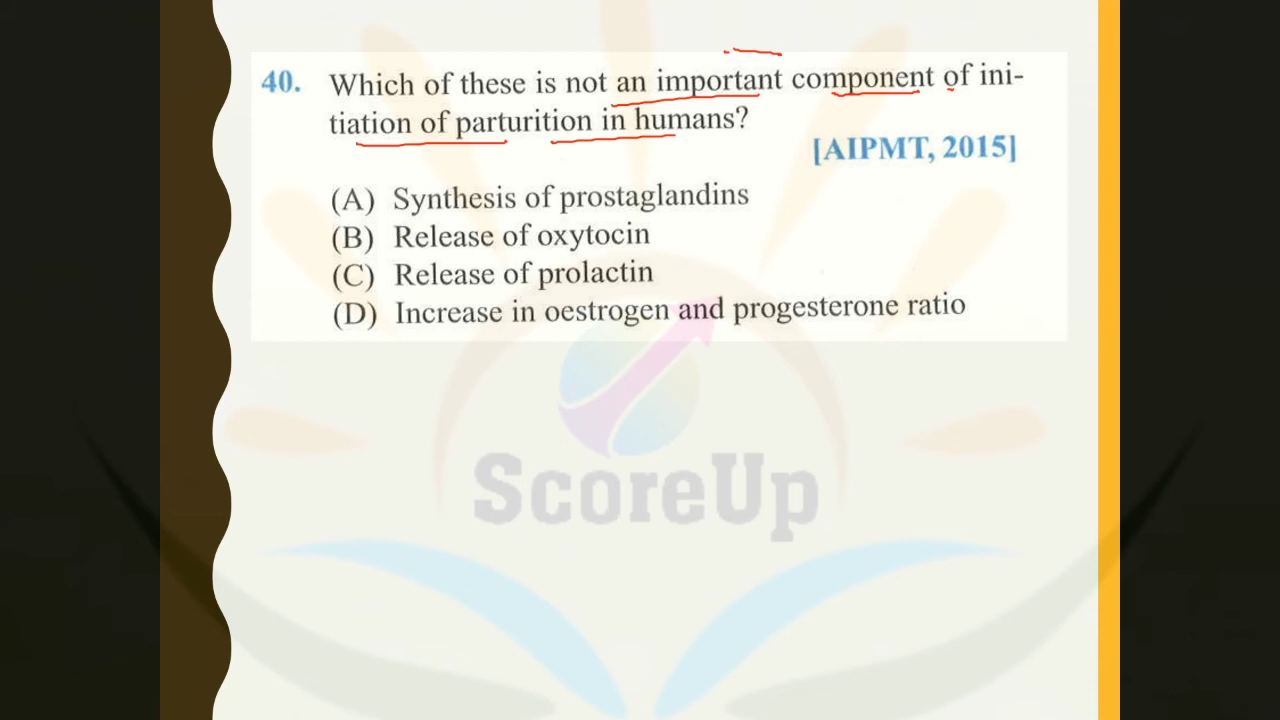 40. Which of these is not an important component of ini-
tiation of parturition in humans?
[AIPMT, 2015]
(A) Synthesis of prostaglandins
(B) Release of oxytocin
(C) Release of prolactin
(D) Increase in oestrogen and progesterone ratio
ScoreUp